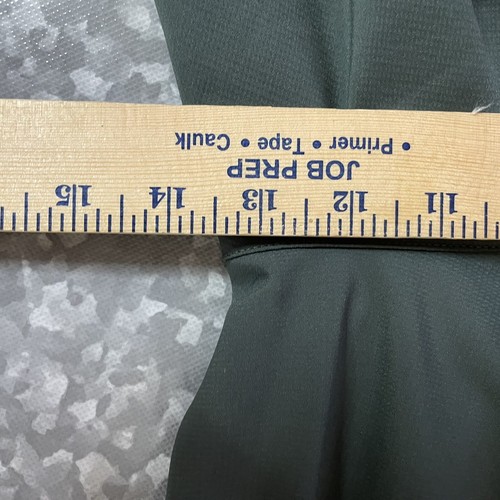 11 12 13 14 15
JOB PREP
• Primer • Tape • Caulk